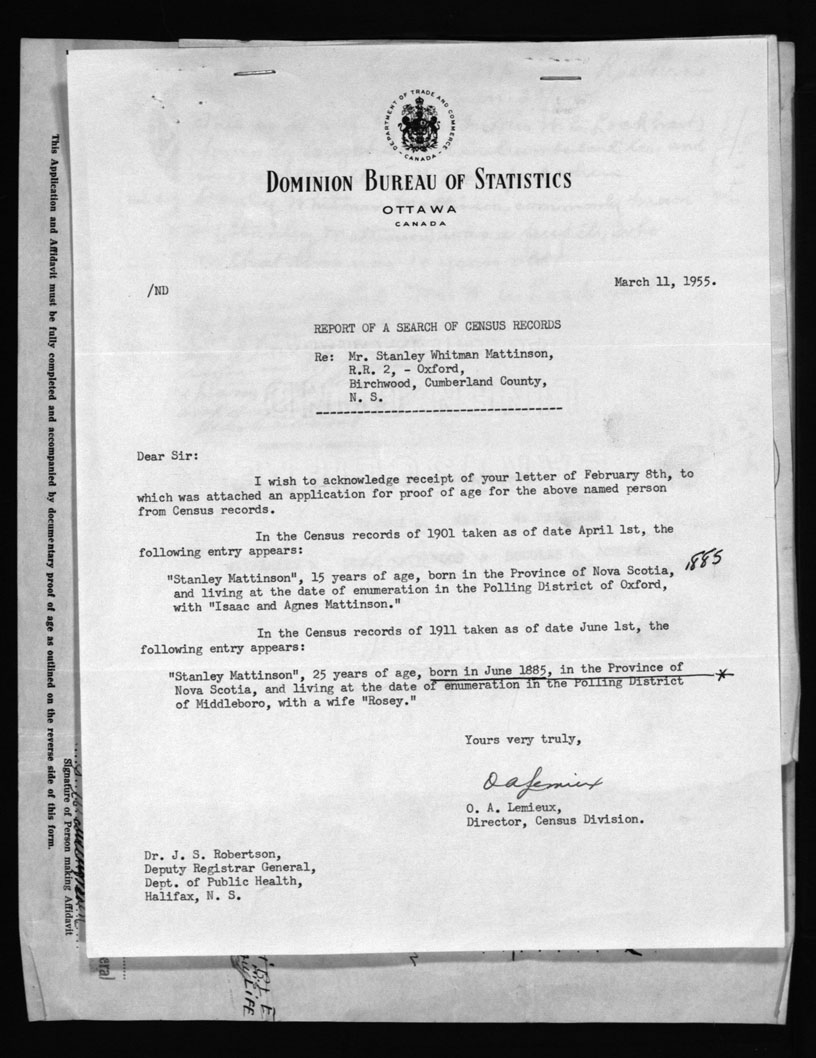 DEPARTMENT OF TRADE AND COMMERCE
- CANADA -
DOMINION BUREAU OF STATISTICS
OTTAWA
CANADA
/ND
March 11, 1955.
REPORT OF A SEARCH OF CENSUS RECORDS
Re: Mr. Stanley Whitman Mattinson,
R.R. 2, - Oxford,
Birchwood, Cumberland County,
N. S.
Dear Sir:
I wish to acknowledge receipt of your letter of February 8th, to
which was attached an application for proof of age for the above named person
from Census records.
In the Census records of 1901 taken as of date April 1st, the
following entry appears:
"Stanley Mattinson", 15 years of age, born in the Province of Nova Scotia, 1885
and living at the date of enumeration in the Polling District of Oxford,
with "Isaac and Agnes Mattinson."
In the Census records of 1911 taken as of date June 1st, the
following entry appears:
"Stanley Mattinson", 25 years of age, born in June 1885, in the Province of
Nova Scotia, and living at the date of enumeration in the Polling District *
of Middleboro, with a wife "Rosey."
Yours very truly,
O A Lemieux
O. A. Lemieux,
Director, Census Division.
Dr. J. S. Robertson,
Deputy Registrar General,
Dept. of Public Health,
Halifax, N. S.
This Application and Affidavit must be fully completed and accompanied by documentary proof of age as outlined on the reverse side of this form.
Signature of Person making Affidavit
eral
LIFE